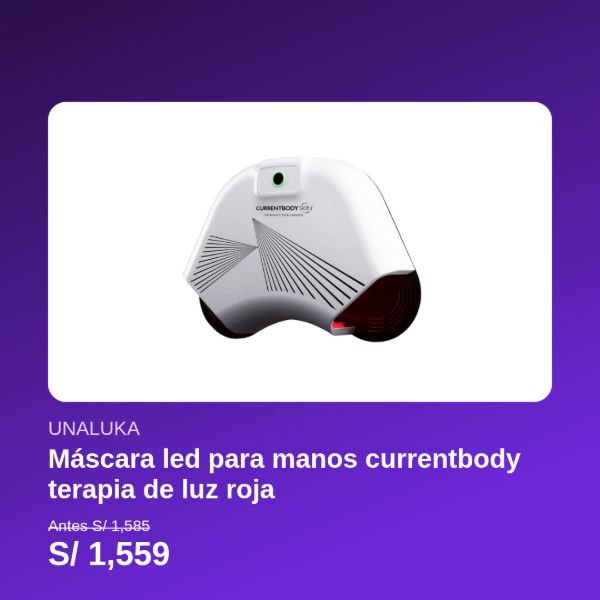 CURRENTBODY SKIN
UNALUKA
Máscara led para manos currentbody
terapia de luz roja
Antes S/ 1,585
S/ 1,559